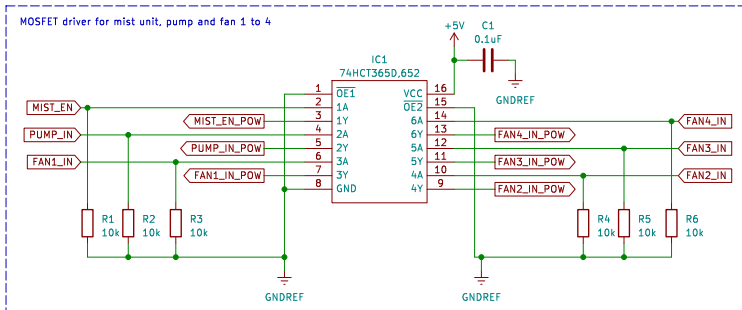 MOSFET driver for mist unit, pump and fan 1 to 4
+5V
C1
0.1uF
GNDREF
IC1
74HCT365D,652
1 OE1 VCC 16
2 1A OE2 15
3 1Y 6A 14
4 2A 6Y 13
5 2Y 5A 12
6 3A 5Y 11
7 3Y 4A 10
8 GND 4Y 9
MIST_EN
MIST_EN_POW
PUMP_IN
PUMP_IN_POW
FAN1_IN
FAN1_IN_POW
FAN4_IN
FAN4_IN_POW
FAN3_IN
FAN3_IN_POW
FAN2_IN
FAN2_IN_POW
R1
10k
R2
10k
R3
10k
R4
10k
R5
10k
R6
10k
GNDREF
GNDREF